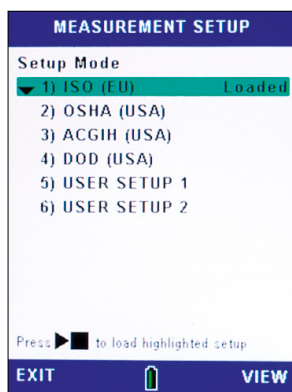 MEASUREMENT SETUP
Setup Mode
1) ISO (EU) Loaded
2) OSHA (USA)
3) ACGIH (USA)
4) DOD (USA)
5) USER SETUP 1
6) USER SETUP 2
Press to load highlighted setup
EXIT VIEW